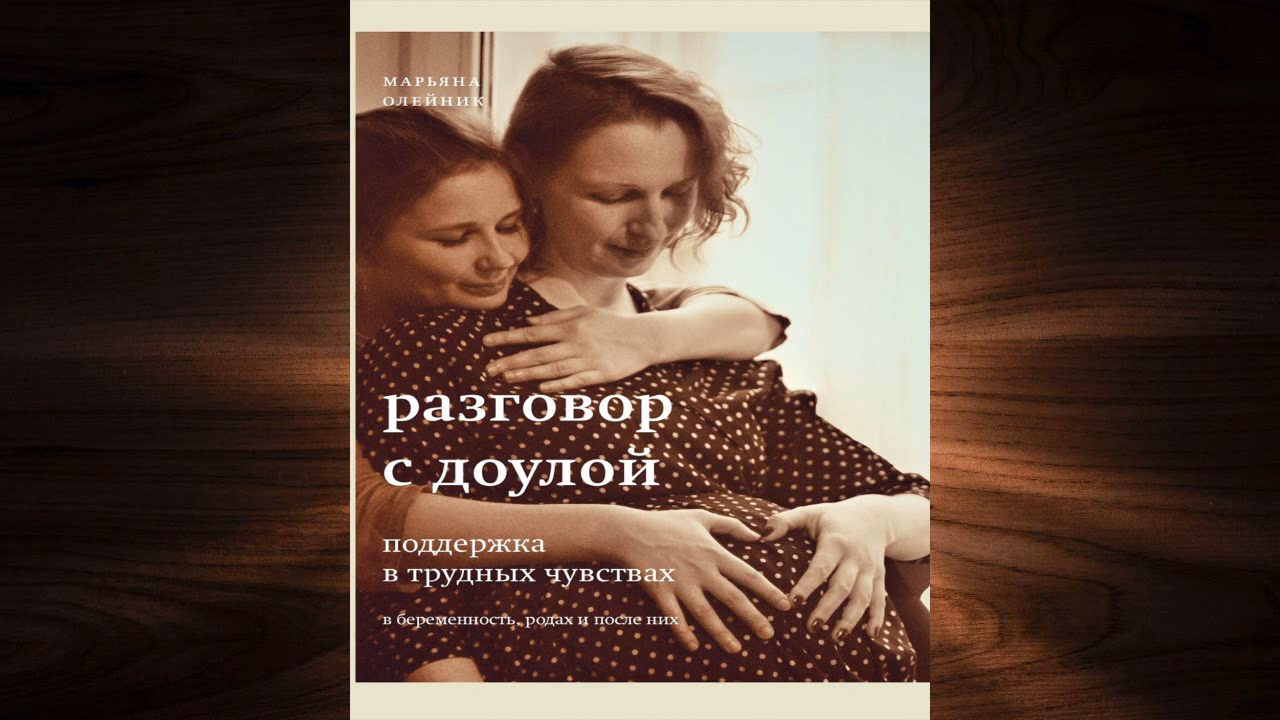 МАРЬЯНА
ОЛЕЙНИК
разговор
с доулой
поддержка
в трудных чувствах
в беременность, родах и после них